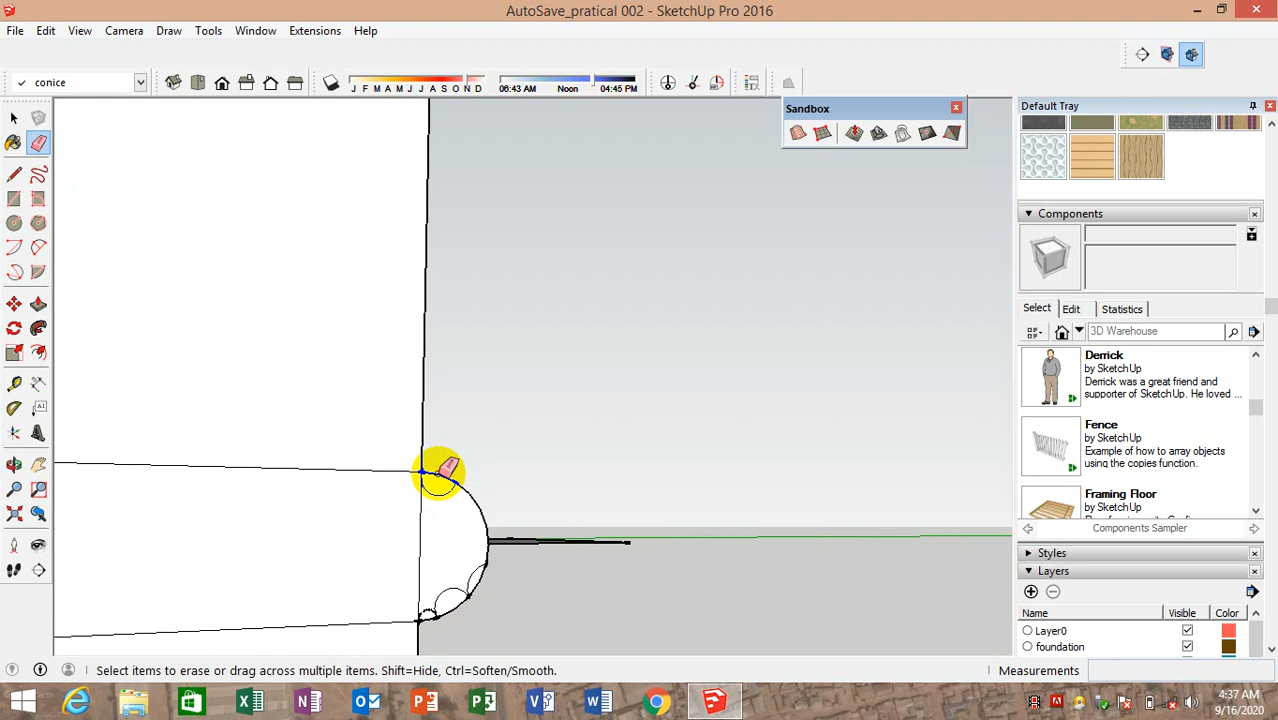 AutoSave_pratical 002 - SketchUp Pro 2016
File Edit View Camera Draw Tools Window Extensions Help
conice
J F M A M J J A S O N D
06:43 AM Noon 04:45 PM
Sandbox
Default Tray
Components
Select Edit Statistics
3D Warehouse
Derrick
by SketchUp
Derrick was a great friend and
supporter of SketchUp. He loved ...
Fence
by SketchUp
Example of how to array objects
using the copies function.
Framing Floor
by SketchUp
Components Sampler
Styles
Layers
Name Visible Color
Layer0
foundation
Select items to erase or drag across multiple items. Shift=Hide, Ctrl=Soften/Smooth.
Measurements
4:37 AM
9/16/2020